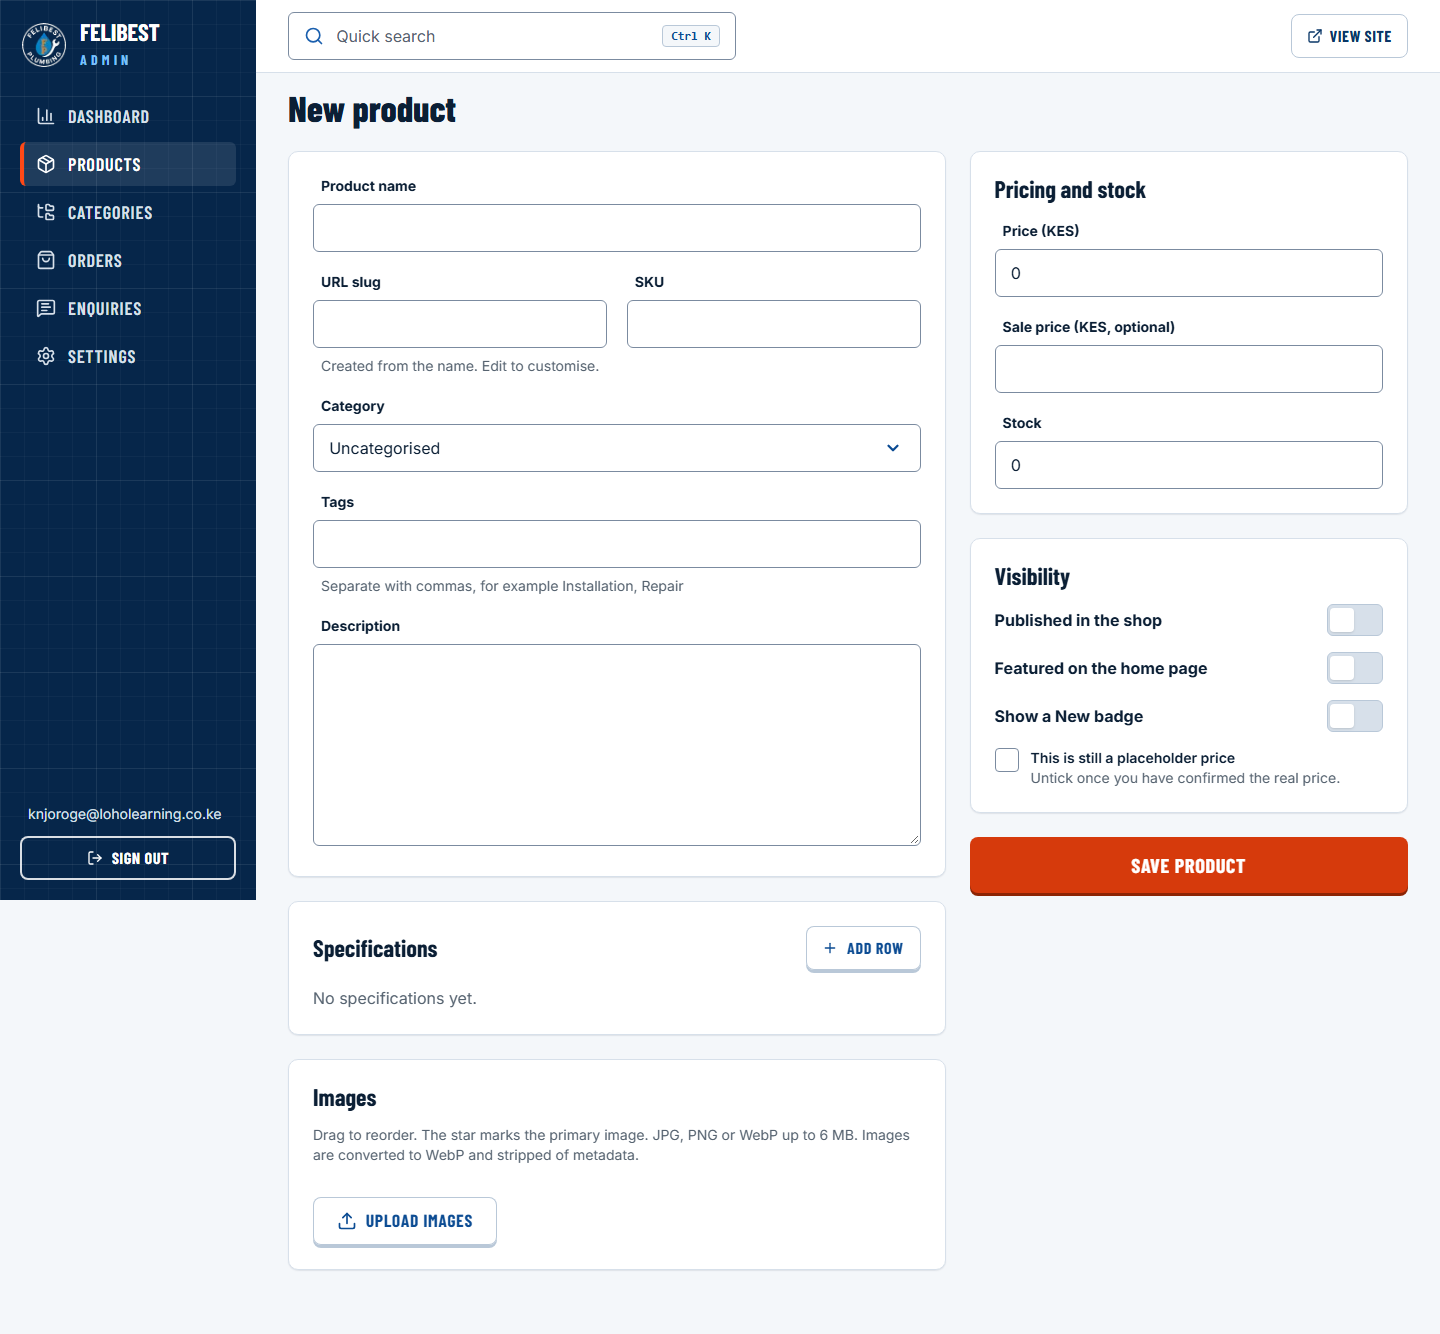 FELIBEST PLUMBING
FELIBEST
ADMIN
DASHBOARD
PRODUCTS
CATEGORIES
ORDERS
ENQUIRIES
SETTINGS
knjoroge@loholearning.co.ke
SIGN OUT
Quick search
Ctrl K
VIEW SITE
New product
Product name
URL slug
SKU
Created from the name. Edit to customise.
Category
Uncategorised
Tags
Separate with commas, for example Installation, Repair
Description
Specifications
ADD ROW
No specifications yet.
Images
Drag to reorder. The star marks the primary image. JPG, PNG or WebP up to 6 MB. Images
are converted to WebP and stripped of metadata.
UPLOAD IMAGES
Pricing and stock
Price (KES)
0
Sale price (KES, optional)
Stock
0
Visibility
Published in the shop
Featured on the home page
Show a New badge
This is still a placeholder price
Untick once you have confirmed the real price.
SAVE PRODUCT